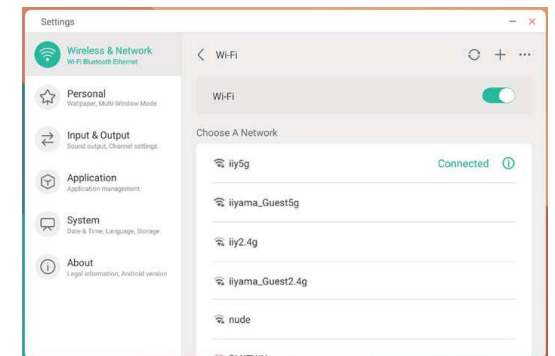 Settings
Wireless & Network
Wi-Fi Bluetooth Ethernet
Personal
Wallpaper, Multi-Window Mode
Input & Output
Sound output, Channel settings
Application
Application management
System
Date & Time, Language, Storage
About
Legal information, Android version
Wi-Fi
Wi-Fi
Choose A Network
iiy5g Connected
iiyama_Guest5g
iiy2.4g
iiyama_Guest2.4g
nude